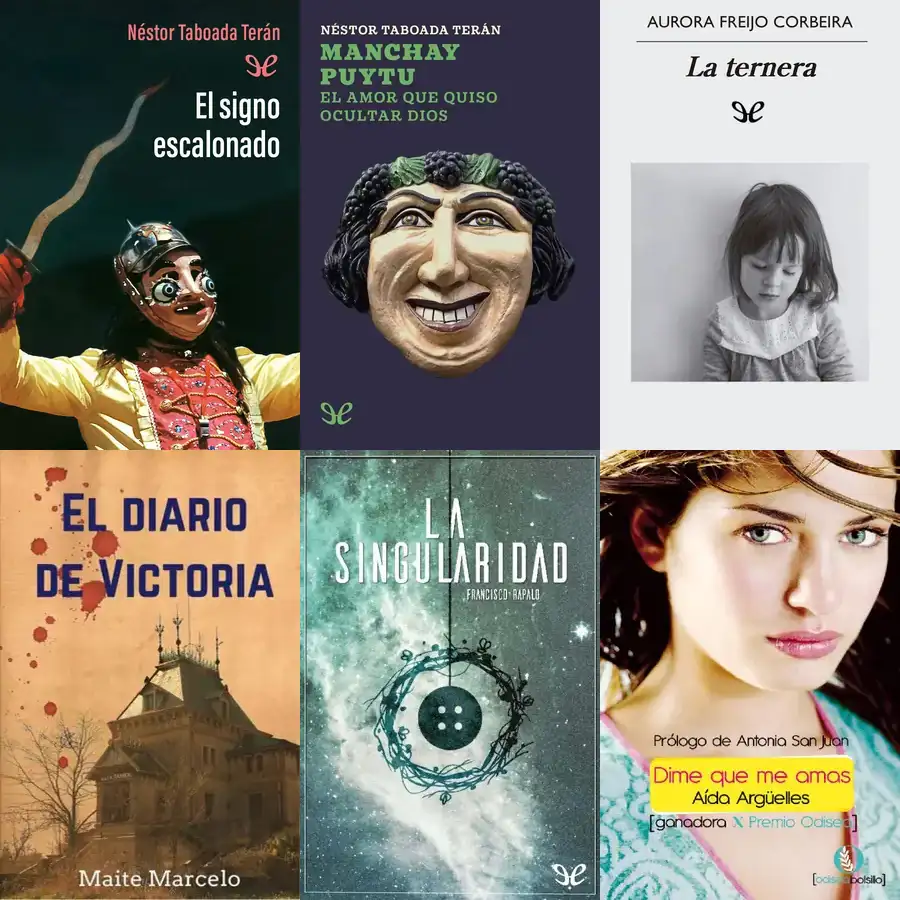 Néstor Taboada Terán
El signo
escalonado
NÉSTOR TABOADA TERÁN
MANCHAY
PUYTU
EL AMOR QUE QUISO
OCULTAR DIOS
AURORA FREIJO CORBEIRA
La ternera
EL DIARIO
DE VICTORIA
Maite Marcelo
LA
SINGULARIDAD
FRANCISCO RAPALO
Prólogo de Antonia San Juan
Dime que me amas
Aída Argüelles
[ganadora X Premio Odisea]
[odiseabolsillo]